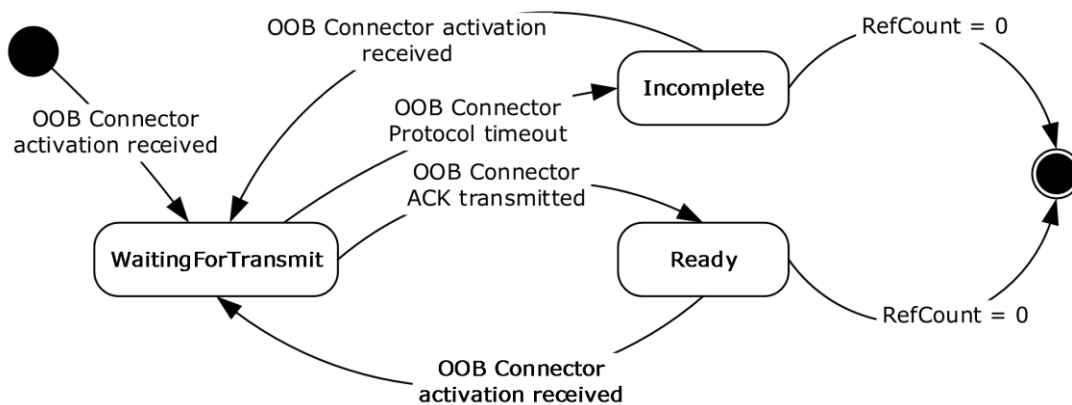 OOB Connector activation
received
RefCount = 0
Incomplete
OOB Connector
activation received
OOB Connector
Protocol timeout
OOB Connector
ACK transmitted
WaitingForTransmit
Ready
RefCount = 0
OOB Connector
activation received